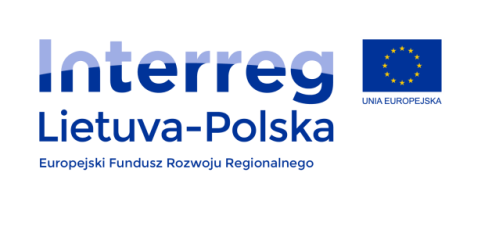 Interreg
Lietuva-Polska
Europejski Fundusz Rozwoju Regionalnego
UNIA EUROPEJSKA